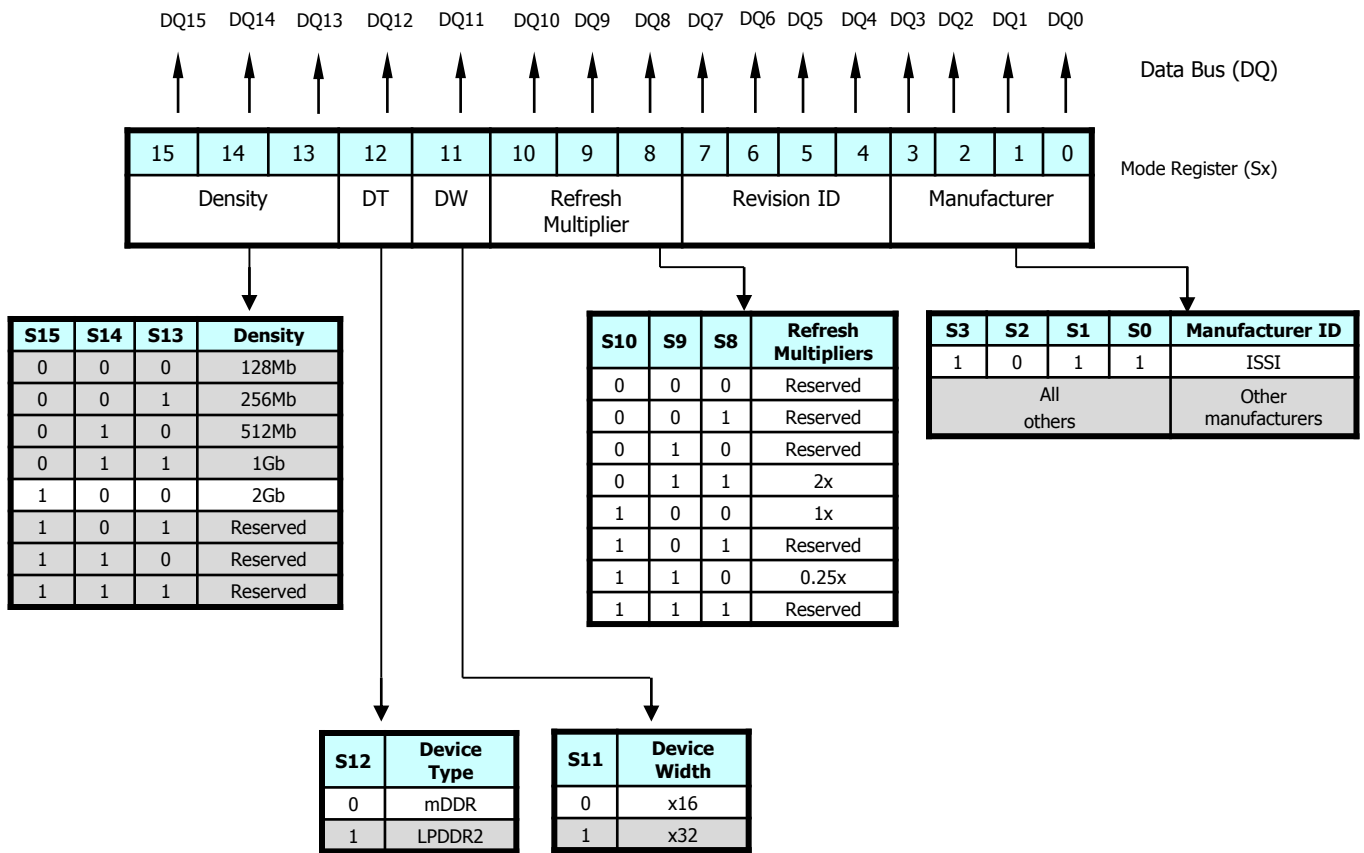 DQ15 DQ14 DQ13 DQ12 DQ11 DQ10 DQ9 DQ8 DQ7 DQ6 DQ5 DQ4 DQ3 DQ2 DQ1 DQ0
Data Bus (DQ)
15 14 13 12 11 10 9 8 7 6 5 4 3 2 1 0
Mode Register (Sx)
Density DT DW Refresh Revision ID Manufacturer
Multiplier
S15 S14 S13 Density
0 0 0 128Mb
0 0 1 256Mb
0 1 0 512Mb
0 1 1 1Gb
1 0 0 2Gb
1 0 1 Reserved
1 1 0 Reserved
1 1 1 Reserved
S10 S9 S8 Refresh
Multipliers
0 0 0 Reserved
0 0 1 Reserved
0 1 0 Reserved
0 1 1 2x
1 0 0 1x
1 0 1 Reserved
1 1 0 0.25x
1 1 1 Reserved
S3 S2 S1 S0 Manufacturer ID
1 0 1 1 ISSI
All Other
others manufacturers
S12 Device
Type
0 mDDR
1 LPDDR2
S11 Device
Width
0 x16
1 x32